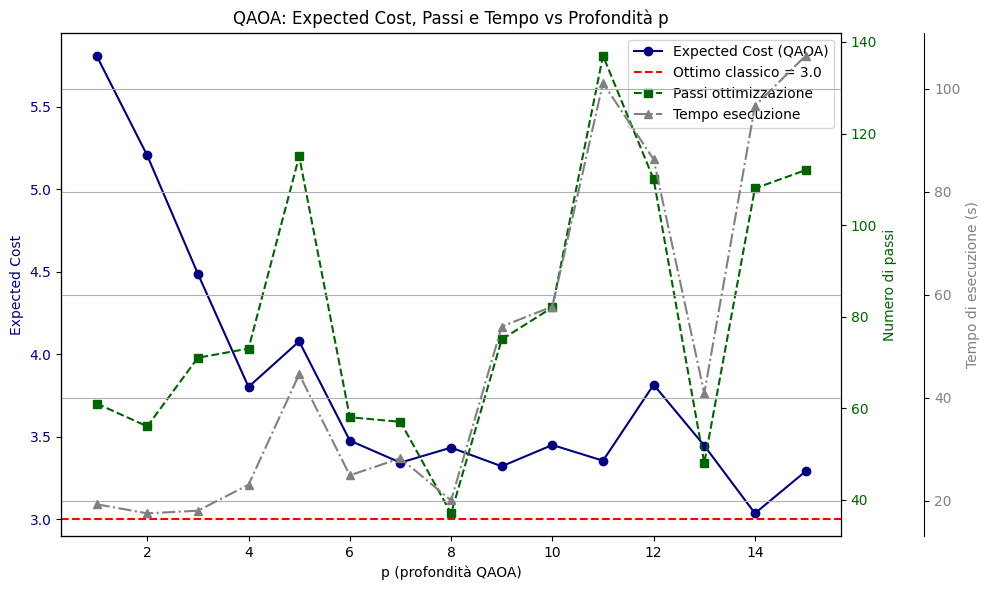 QAOA: Expected Cost, Passi e Tempo vs Profondità p
Expected Cost (QAOA)
Ottimo classico = 3.0
Passi ottimizzazione
Tempo esecuzione
Expected Cost
5.5
5.0
4.5
4.0
3.5
3.0
2
4
6
8
10
12
14
p (profondità QAOA)
140
120
100
80
60
40
Numero di passi
100
80
60
40
20
Tempo di esecuzione (s)